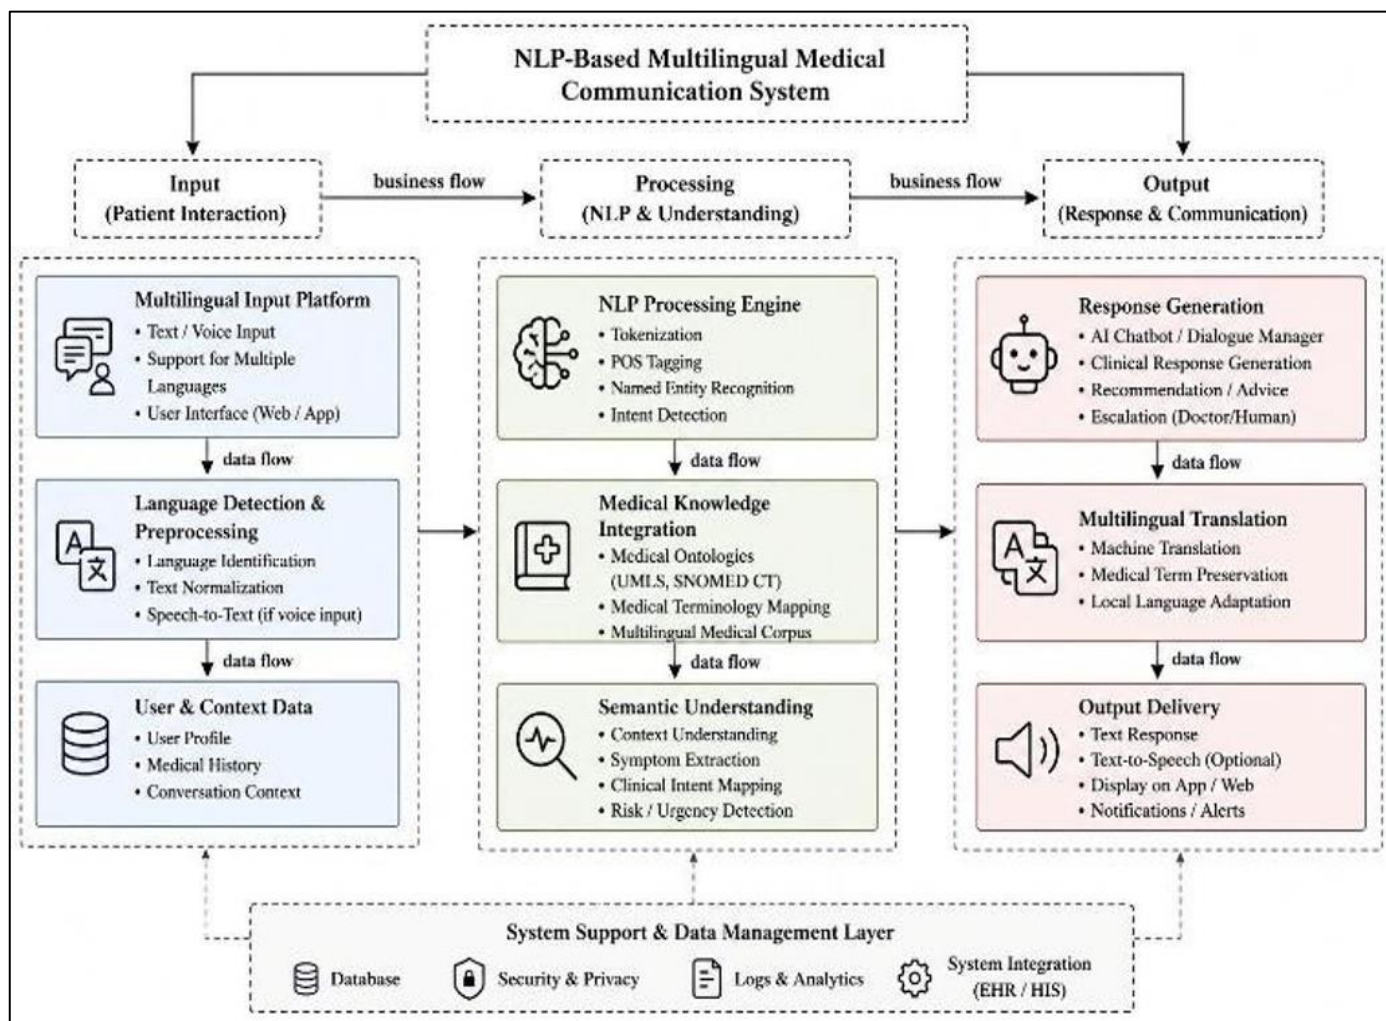 NLP-Based Multilingual Medical
Communication System
Input
(Patient Interaction)
business flow
Processing
(NLP & Understanding)
business flow
Output
(Response & Communication)
Multilingual Input Platform
• Text / Voice Input
• Support for Multiple
Languages
• User Interface (Web / App)
data flow
Language Detection &
Preprocessing
• Language Identification
• Text Normalization
• Speech-to-Text (if voice input)
data flow
User & Context Data
• User Profile
• Medical History
• Conversation Context
NLP Processing Engine
• Tokenization
• POS Tagging
• Named Entity Recognition
• Intent Detection
data flow
Medical Knowledge
Integration
• Medical Ontologies
(UMLS, SNOMED CT)
• Medical Terminology Mapping
• Multilingual Medical Corpus
data flow
Semantic Understanding
• Context Understanding
• Symptom Extraction
• Clinical Intent Mapping
• Risk / Urgency Detection
Response Generation
• AI Chatbot / Dialogue Manager
• Clinical Response Generation
• Recommendation / Advice
• Escalation (Doctor/Human)
data flow
A 文
Multilingual Translation
• Machine Translation
• Medical Term Preservation
• Local Language Adaptation
data flow
Output Delivery
• Text Response
• Text-to-Speech (Optional)
• Display on App / Web
• Notifications / Alerts
System Support & Data Management Layer
Database
Security & Privacy
Logs & Analytics
System Integration
(EHR / HIS)